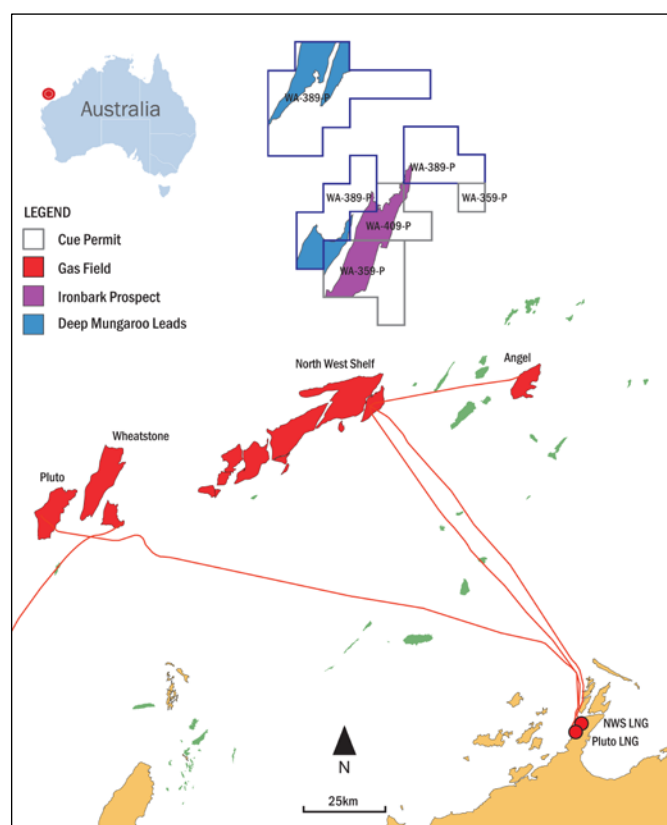 Australia
WA-389-P
WA-389-P
WA-389-P
WA-359-P
WA-409-P
WA-359-P
LEGEND
Cue Permit
Gas Field
Ironbark Prospect
Deep Mungaroo Leads
North West Shelf
Angel
Wheatstone
Pluto
NWS LNG
Pluto LNG
N
25km